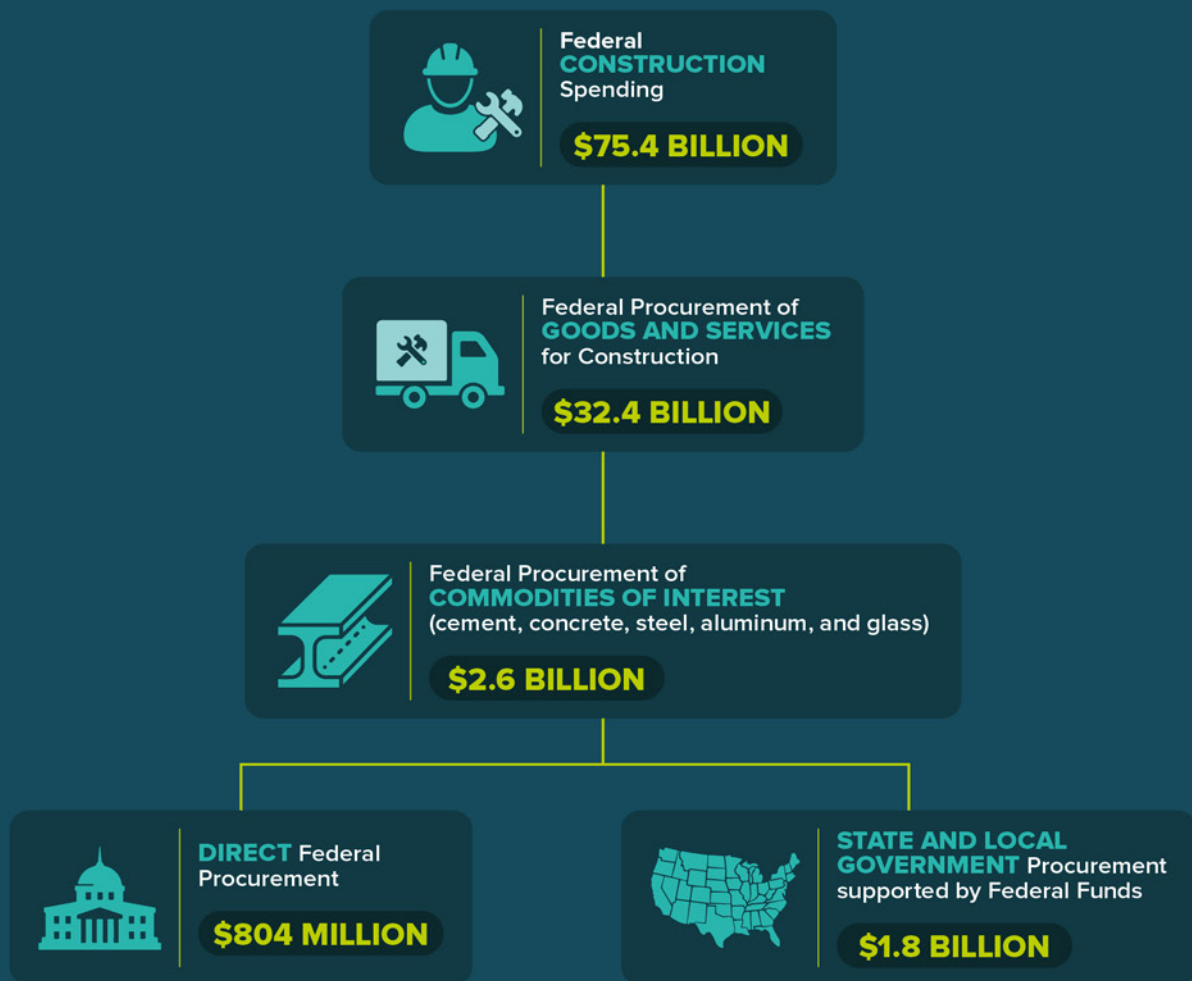 Federal
CONSTRUCTION
Spending
$75.4 BILLION
Federal Procurement of
GOODS AND SERVICES
for Construction
$32.4 BILLION
Federal Procurement of
COMMODITIES OF INTEREST
(cement, concrete, steel, aluminum, and glass)
$2.6 BILLION
DIRECT Federal
Procurement
$804 MILLION
STATE AND LOCAL
GOVERNMENT Procurement
supported by Federal Funds
$1.8 BILLION